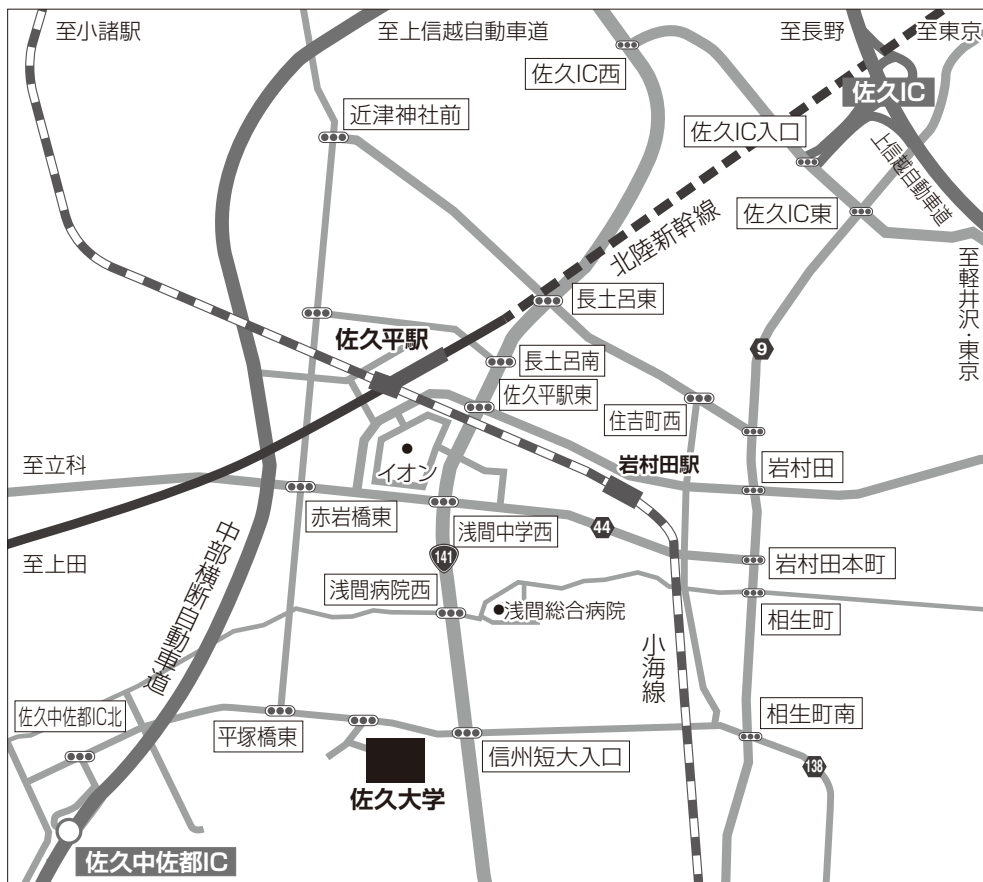 至小諸駅
至上信越自動車道
佐久IC西
至長野
至東京
佐久IC
近津神社前
佐久IC入口
上信越自動車道
佐久IC東
北陸新幹線
至軽井沢・東京
長土呂東
佐久平駅
長土呂南
9
佐久平駅東
住吉町西
イオン
岩村田駅
至立科
岩村田
赤岩橋東
浅間中学西
44
至上田
141
岩村田本町
中部横断自動車道
浅間病院西
浅間総合病院
相生町
小海線
佐久中佐都IC北
平塚橋東
信州短大入口
相生町南
138
佐久大学
佐久中佐都IC